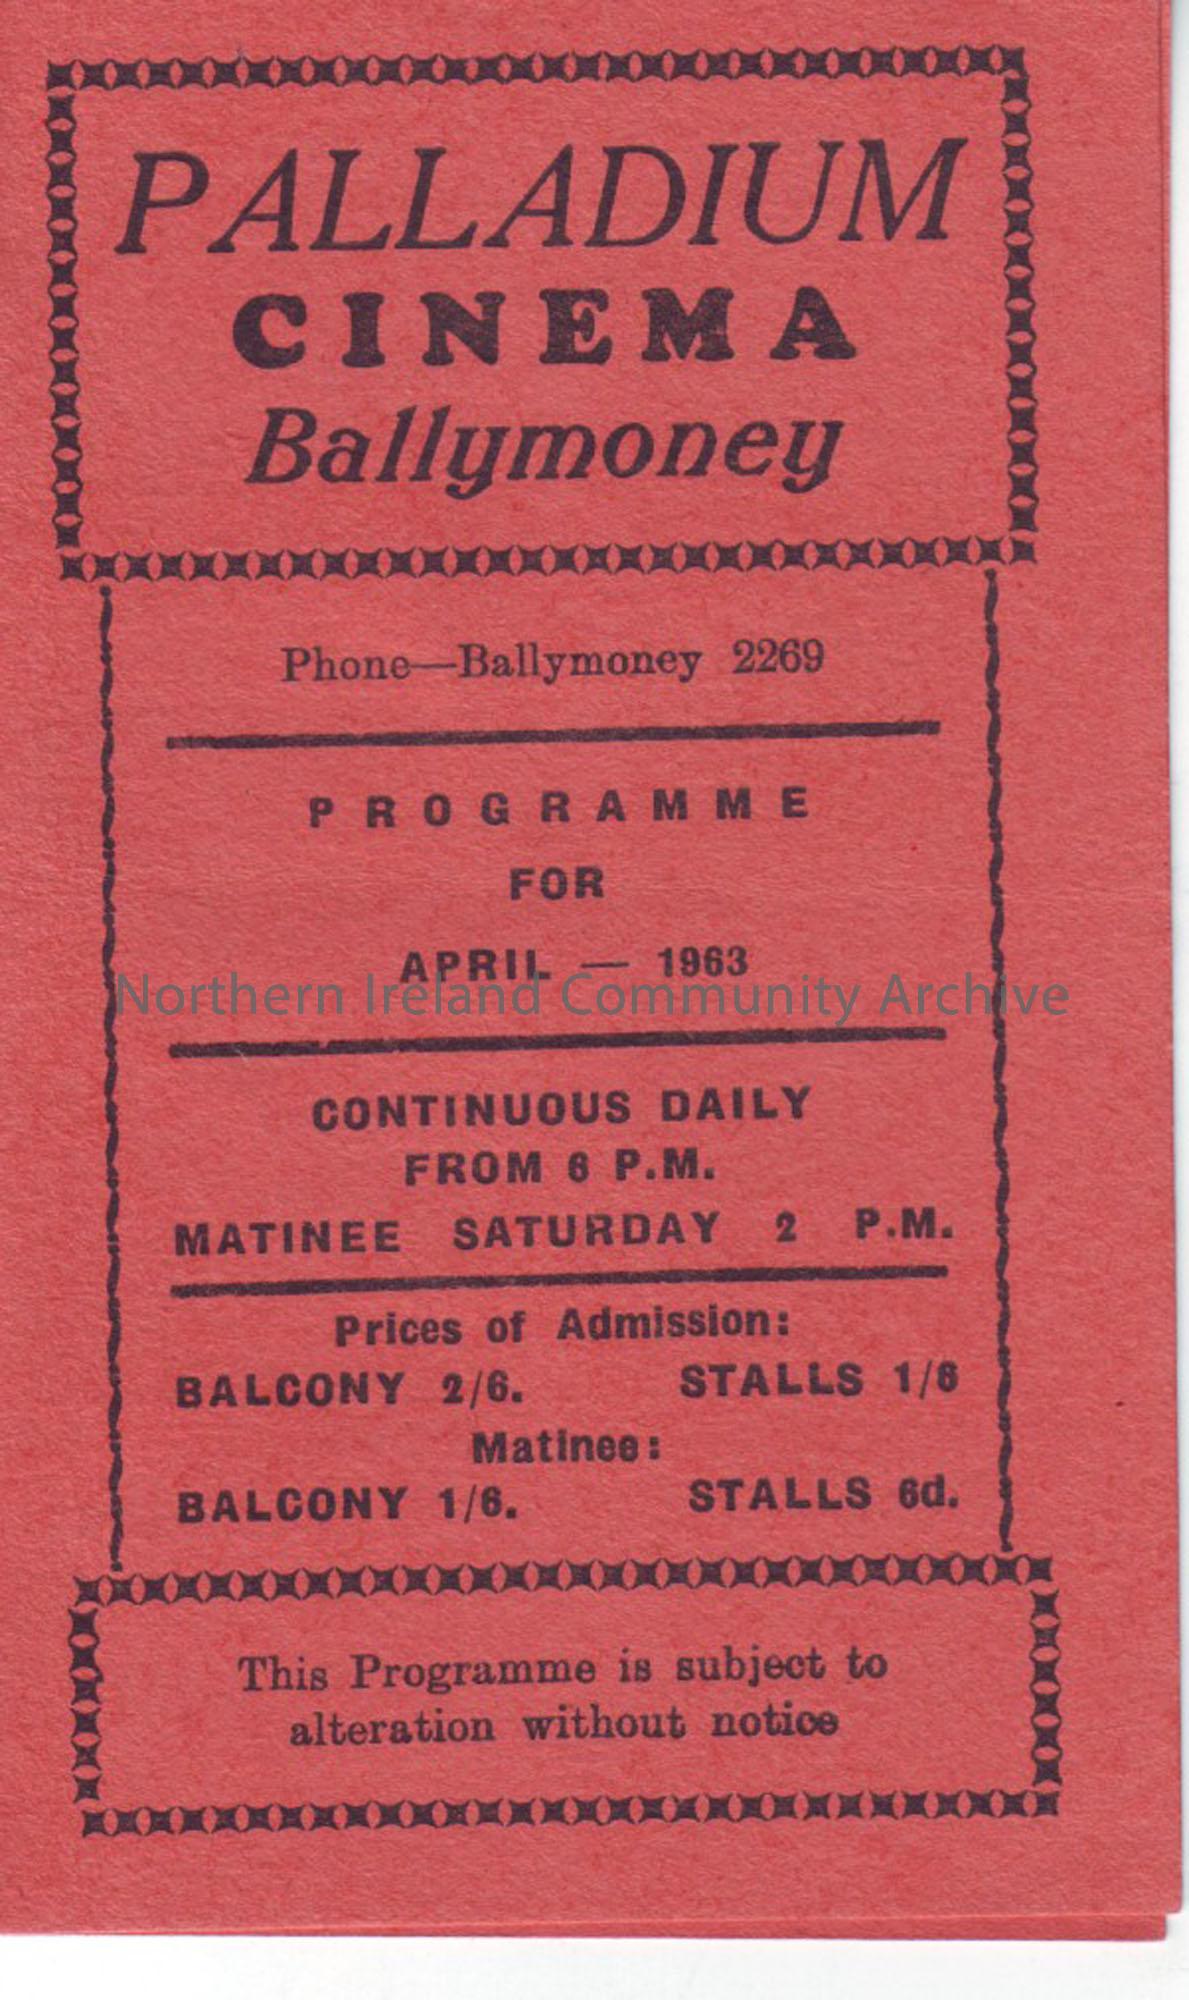 PALLADIUM
CINEMA
Ballymoney
Phone—Ballymoney 2269
PROGRAMME
FOR
APRIL — 1963
Northern Ireland Community Archive
CONTINUOUS DAILY
FROM 6 P.M.
MATINEE SATURDAY 2 P.M.
Prices of Admission:
BALCONY 2/6. STALLS 1/6
Matinee:
BALCONY 1/6. STALLS 6d.
This Programme is subject to
alteration without notice